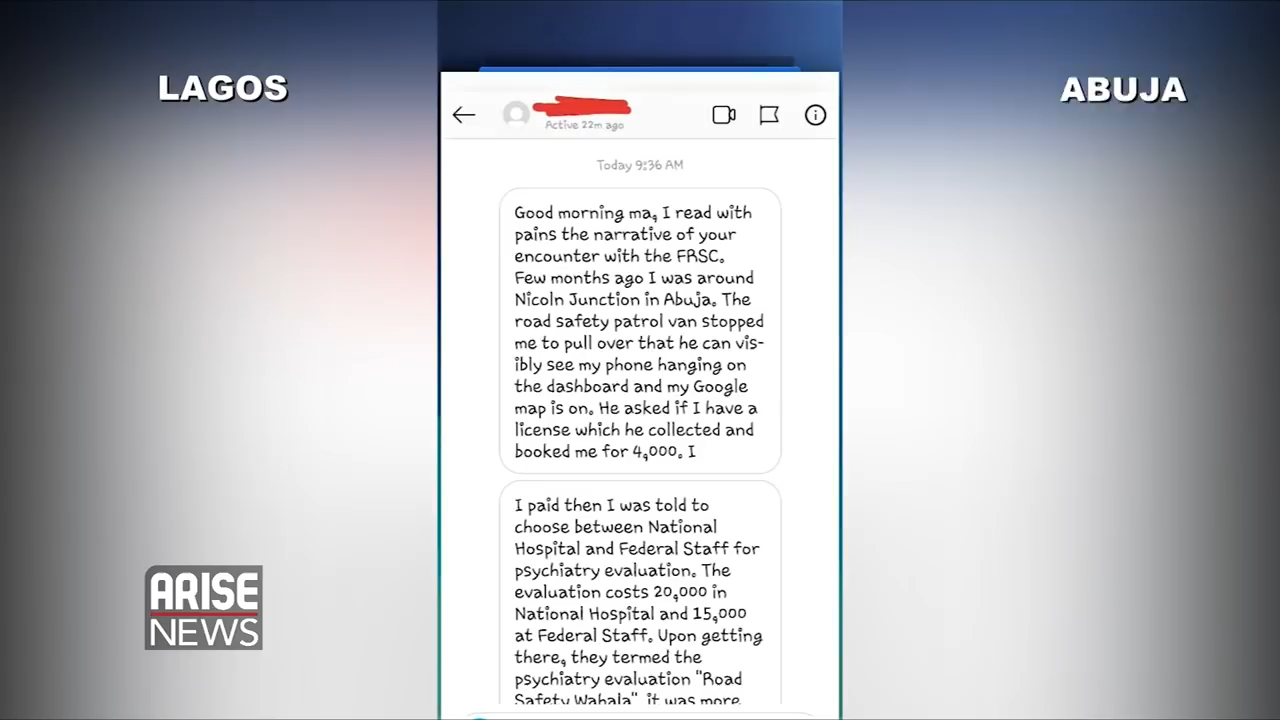 LAGOS
ABUJA
Active 22m ago
Today 9:36 AM
Good morning ma, I read with
pains the narrative of your
encounter with the FRSC.
Few months ago I was around
Nicoln Junction in Abuja. The
road safety patrol van stopped
me to pull over that he can vis-
ibly see my phone hanging on
the dashboard and my Google
map is on. He asked if I have a
license which he collected and
booked me for 4,000. I
I paid then I was told to
choose between National
Hospital and Federal Staff for
psychiatry evaluation. The
evaluation costs 20,000 in
National Hospital and 15,000
at Federal Staff. Upon getting
there, they termed the
psychiatry evaluation "Road
Safety Wahala", it was more
ARISE
NEWS